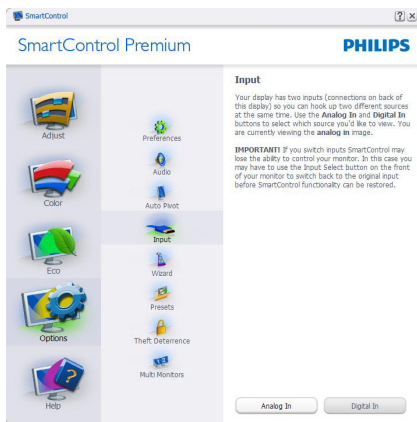 SmartControl
? x
SmartControl Premium
PHILIPS
Adjust
Color
Eco
Options
Help
Preferences
Audio
Auto Pivot
Input
Wizard
Presets
Theft Deterrence
Multi Monitors
Input
Your display has two inputs (connections on back of
this display) so you can hook up two different sources
at the same time. Use the Analog In and Digital In
buttons to select which source you'd like to view. You
are currently viewing the analog in image.
IMPORTANT! If you switch inputs SmartControl may
lose the ability to control your monitor. In this case you
may have to use the Input Select button on the front
of your monitor to switch back to the original input
before SmartControl functionality can be restored.
Analog In
Digital In